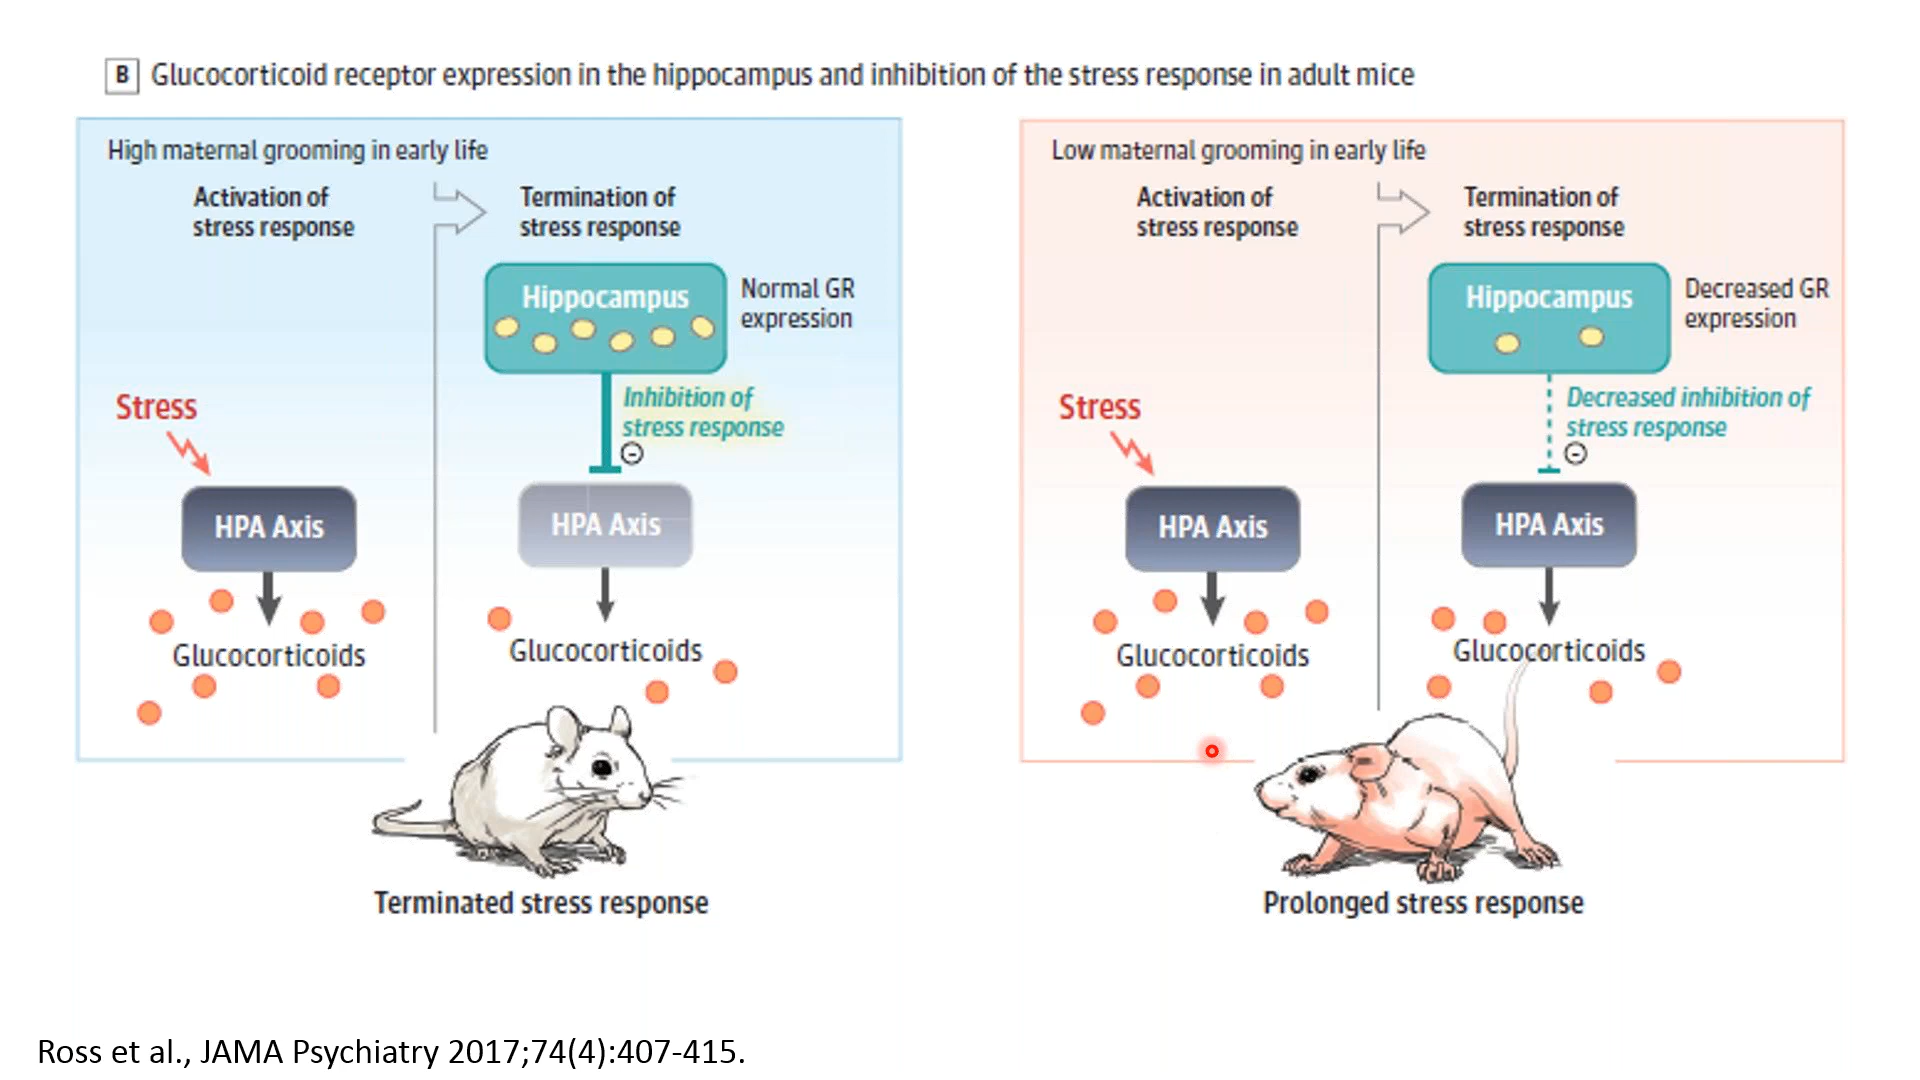 B Glucocorticoid receptor expression in the hippocampus and inhibition of the stress response in adult mice
High maternal grooming in early life
Activation of
stress response
Termination of
stress response
Hippocampus
Normal GR
expression
Inhibition of
stress response
-
Stress
HPA Axis
HPA Axis
Glucocorticoids
Glucocorticoids
Terminated stress response
Low maternal grooming in early life
Activation of
stress response
Termination of
stress response
Hippocampus
Decreased GR
expression
Decreased inhibition of
stress response
-
Stress
HPA Axis
HPA Axis
Glucocorticoids
Glucocorticoids
Prolonged stress response
Ross et al., JAMA Psychiatry 2017;74(4):407-415.